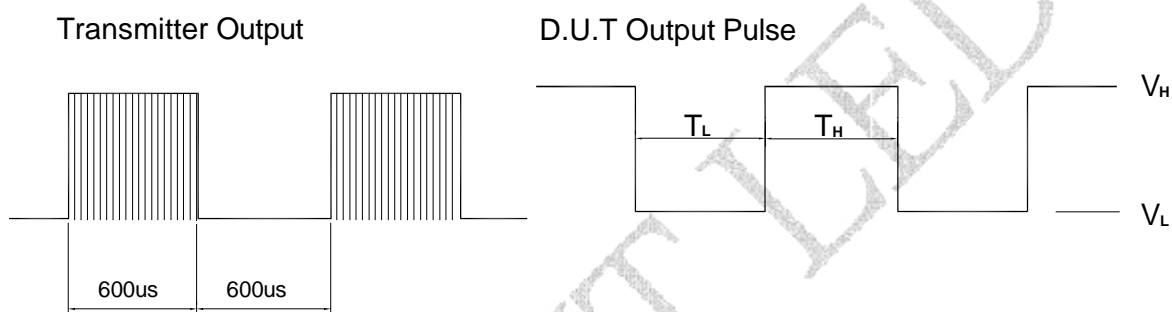 Transmitter Output
D.U.T Output Pulse
VH
TL
TH
VL
600us
600us